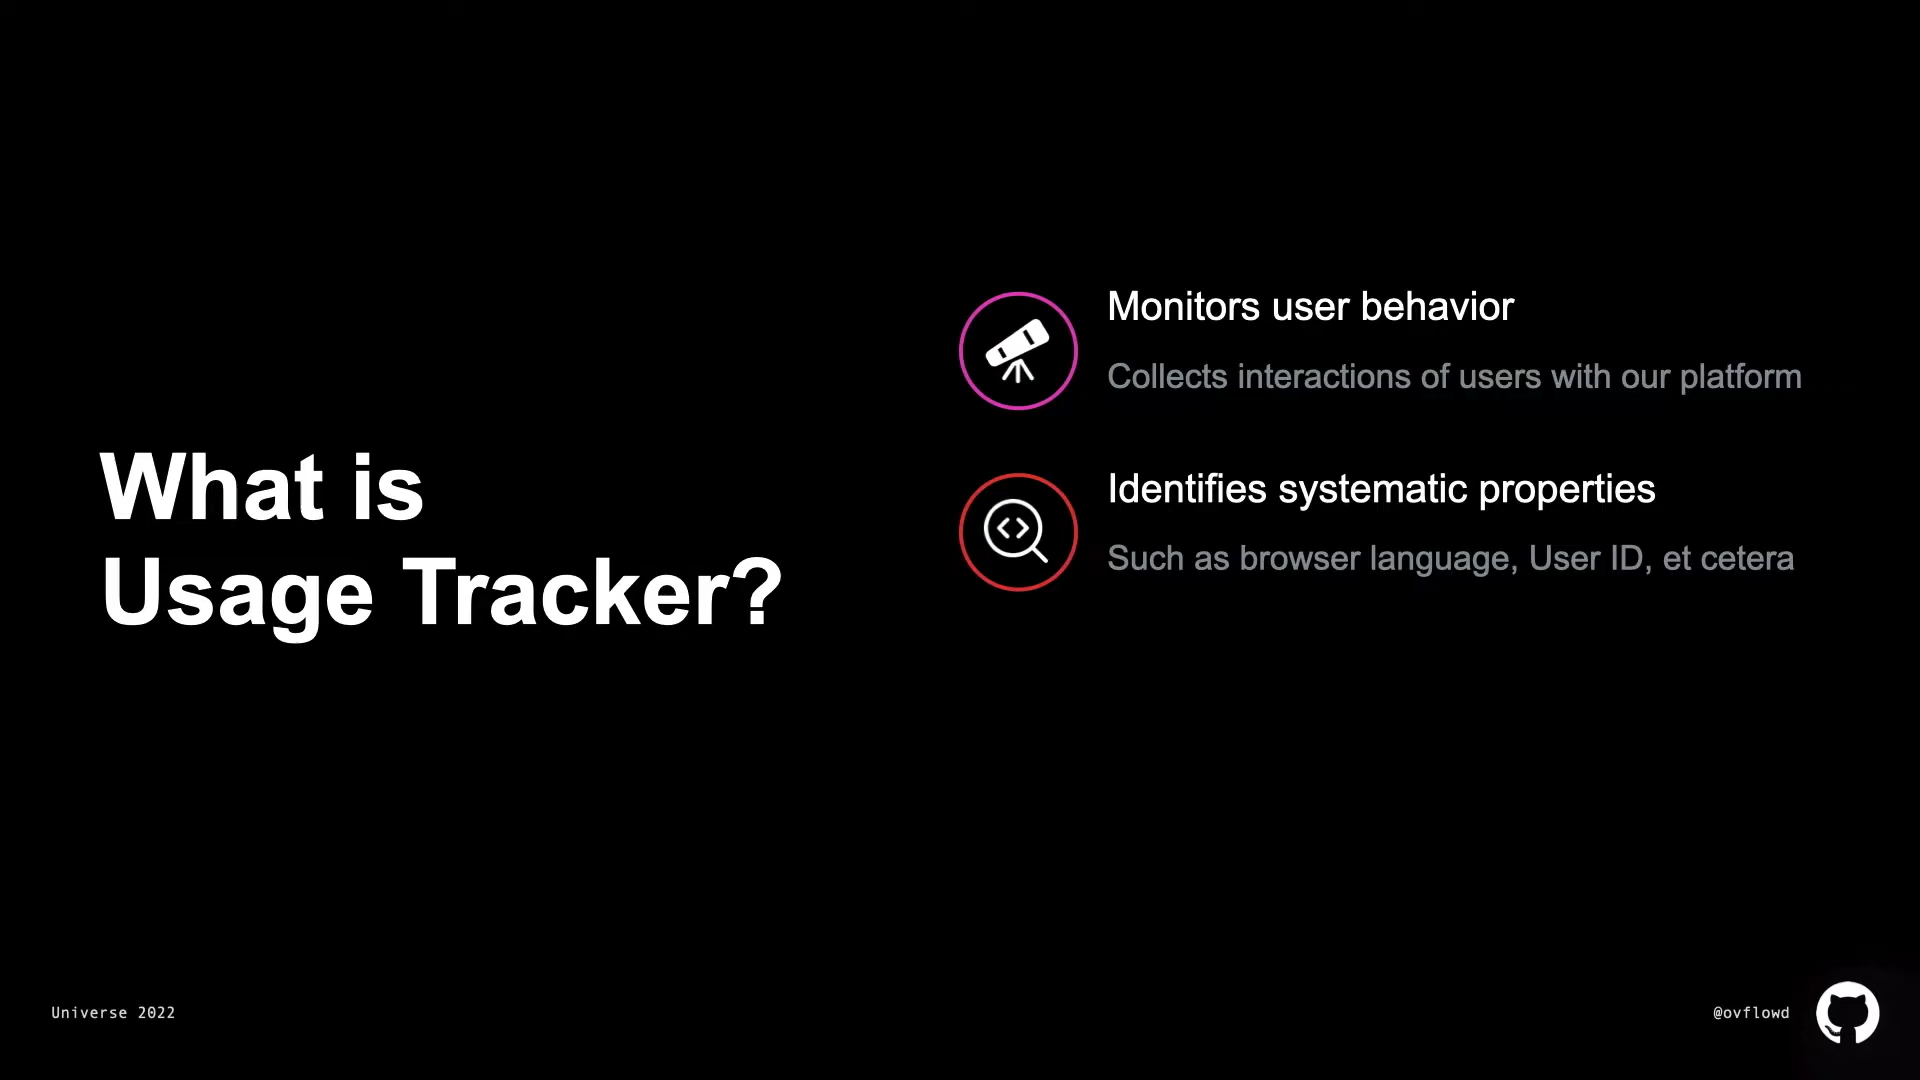 What is
Usage Tracker?
Monitors user behavior
Collects interactions of users with our platform
Identifies systematic properties
Such as browser language, User ID, et cetera
Universe 2022
@ovflowd